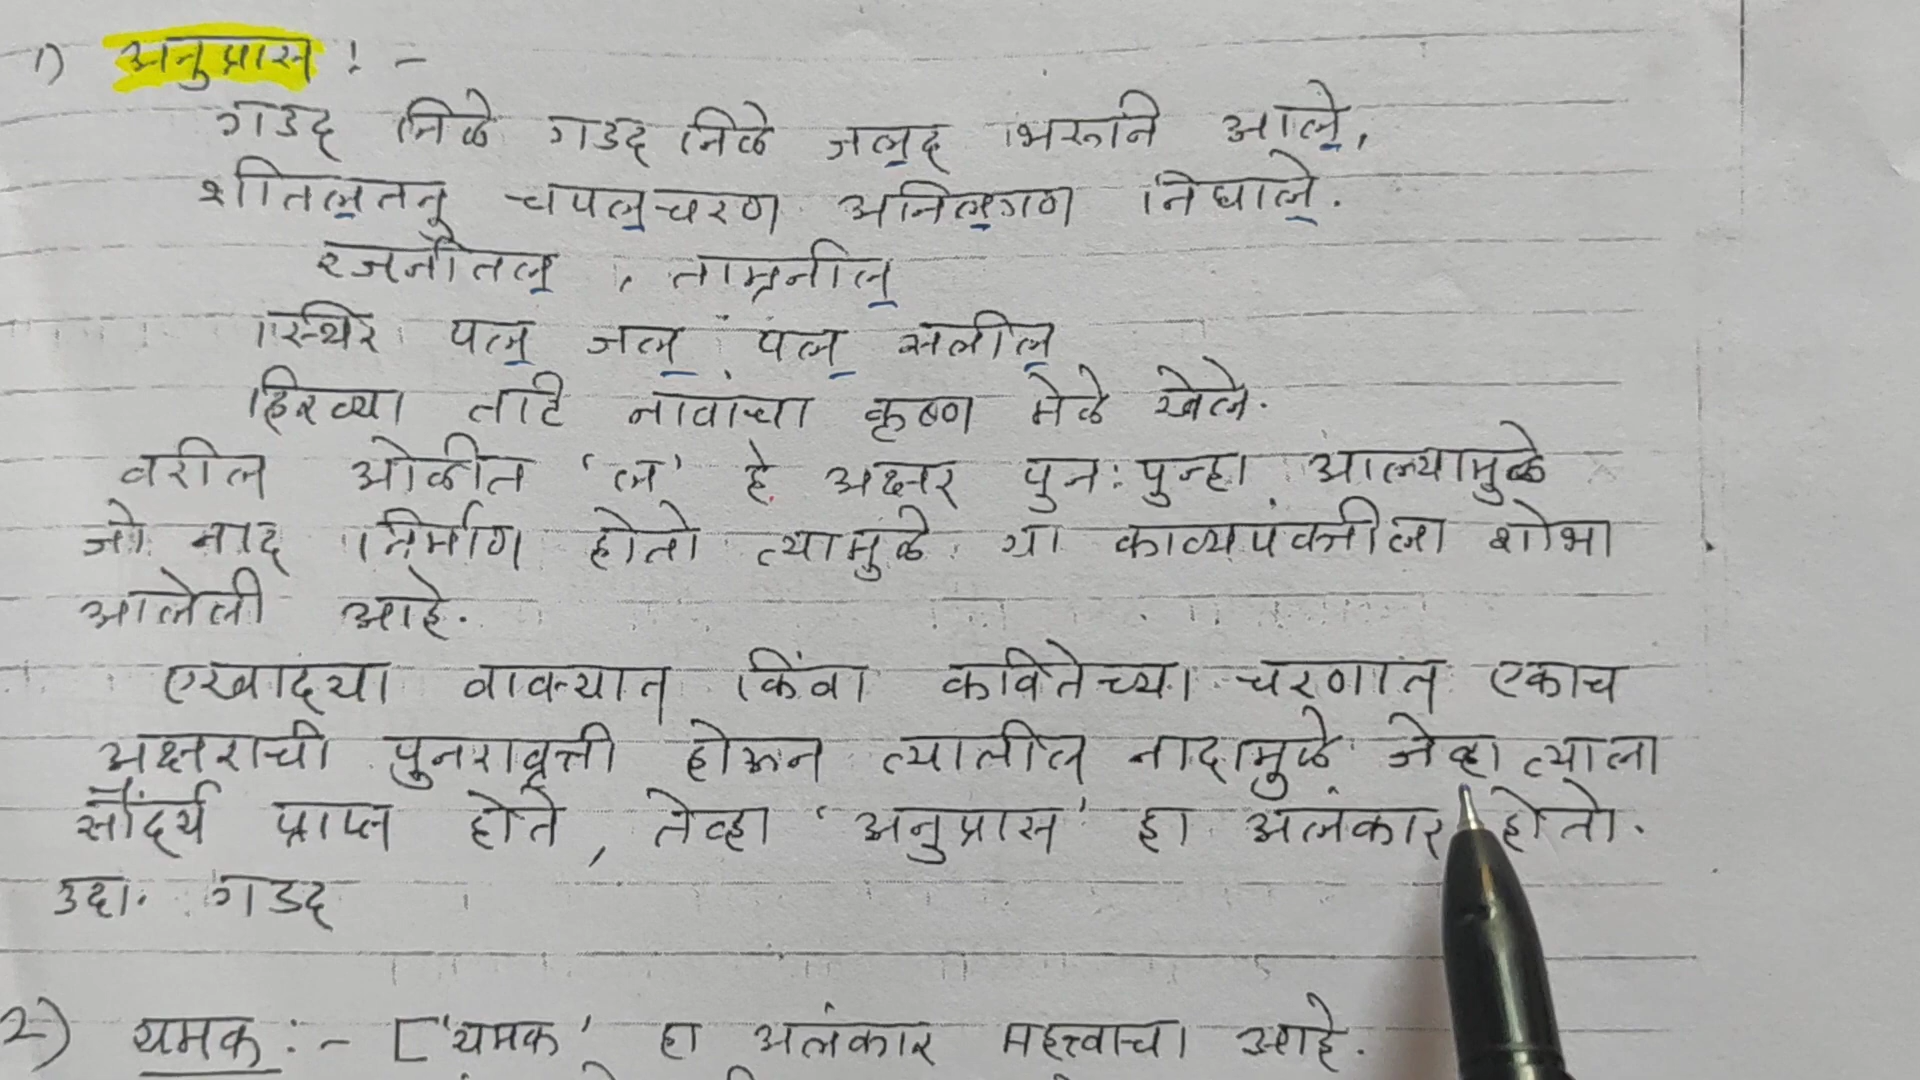 1) अनुप्रास : -
गडद निळे गडद निळे जलद भरुनि आले,
शीतलतनु चपलचरण अनिलगण निघाले.
रजनीतल, ताम्रनील
स्थिर पल जल पल सलील
हिरव्या तटि नावांचा कृष्ण मेळे खेले.
वरील ओळीत 'ल' हे अक्षर पुन:पुन्हा आल्यामुळे
जो नाद निर्माण होतो त्यामुळे या काव्यपंक्तीला शोभा
आलेली आहे.
एखाद्या वाक्यात किंवा कवितेच्या चरणात एकाच
अक्षराची पुनरावृत्ती होऊन त्यातील नादामुळे जेव्हा त्याला
सौंदर्य प्राप्त होते, तेव्हा 'अनुप्रास' हा अलंकार होतो.
उदा. गडद
2) यमक : - ['यमक' हा अलंकार महत्त्वाचा आहे.